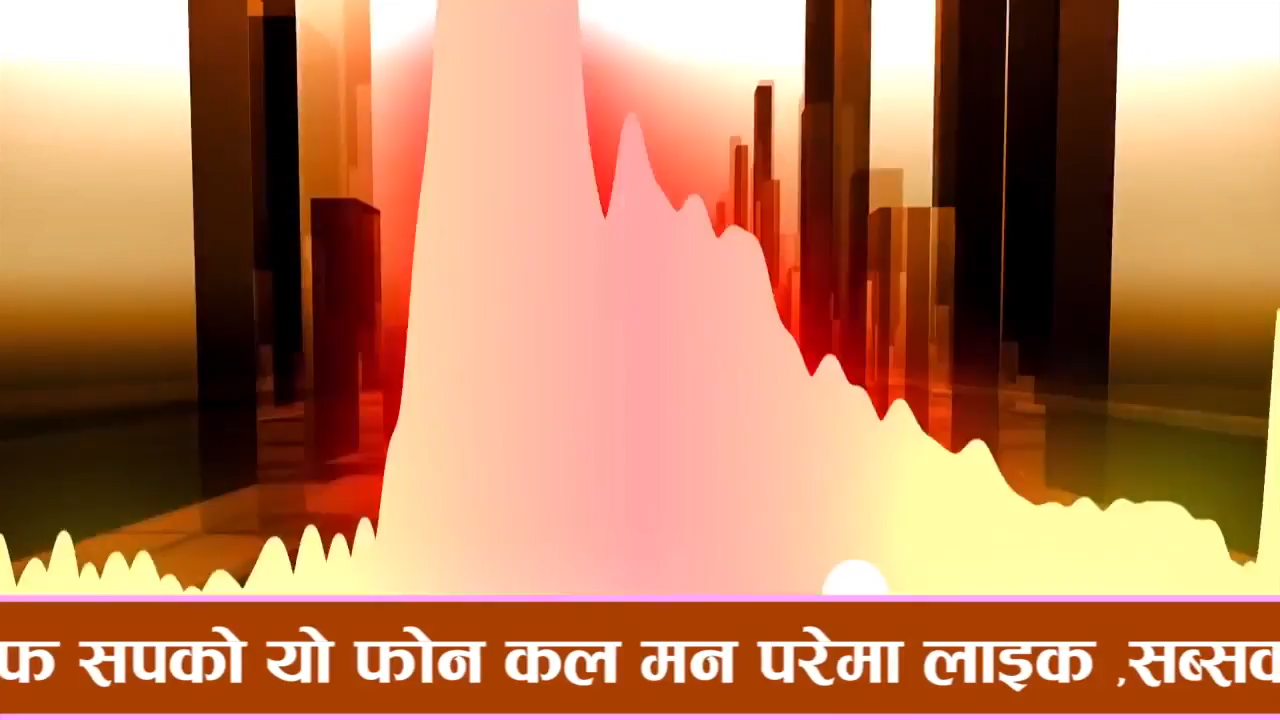 सपको यो फोन कल मन परेमा लाइक ,